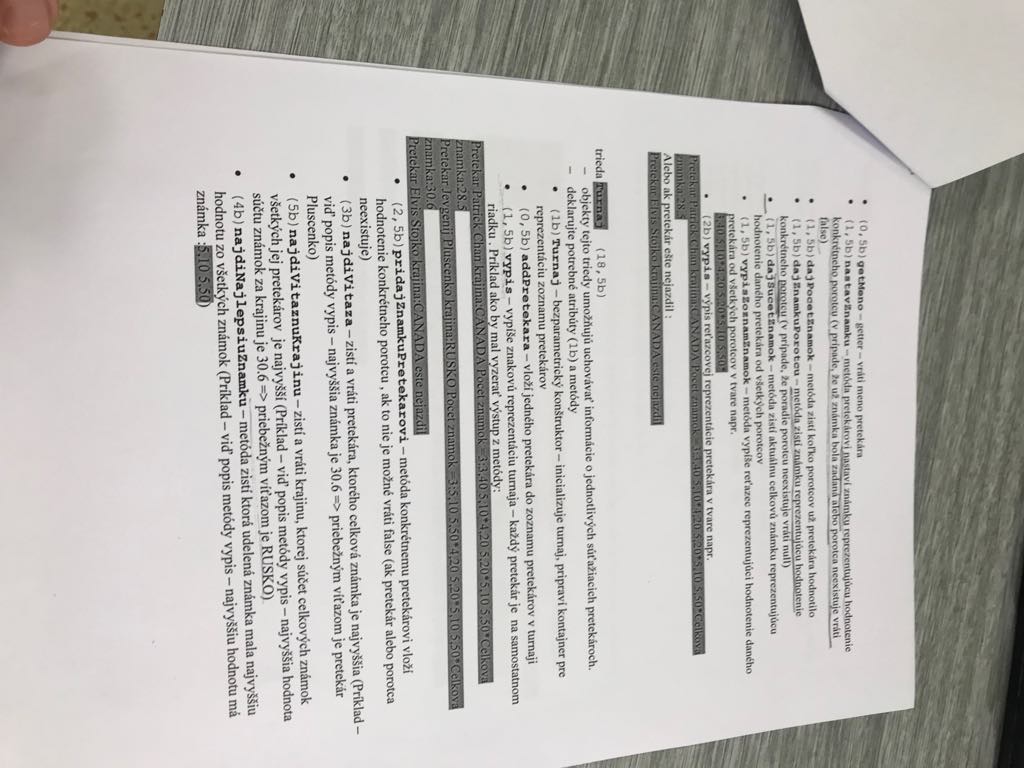 • (0,5b) getMeno – getter – vráti meno pretekára
• (1,5b) nastavZnamku – metóda pretekárovi nastaví známku reprezentujúcu hodnotenie
konkrétneho porotcu (v prípade, že už známka bola zadaná alebo porotca neexistuje vráti
false)
• (1,5b) dajPocetZnamok – metóda zistí koľko porotcov už pretekára hodnotilo
• (1,5b) dajZnamkuPorotcu – metóda zistí známku reprezentujúcu hodnotenie
konkrétneho porotcu (v prípade, že poradie porotcu neexistuje vráti null)
• (1,5b) dajSucetZnamok – metóda zistí aktuálnu celkovú známku reprezentujúcu
hodnotenie daného pretekára od všetkých porotcov
• (1,5b) vypisZoznamZnamok – metóda vypíše reťazec reprezentujúci hodnotenie daného
pretekára od všetkých porotcov v tvare napr.
3,40 5,10*4,20 5,20*5,10 5,50*
• (2b) vypis – výpis reťazcovej reprezentácie pretekára v tvare napr.
Pretekar Patrick Chan krajina:CANADA Pocet znamok =3:3,40 5,10*4,20 5,20*5,10 5,50*Celkova
znamka:28.5
Alebo ak pretekár ešte nejazdil :
Pretekar Elvis Stojko krajina:CANADA este nejazdil
trieda Turnaj (18,5b)
– objekty tejto triedy umožňujú uchovávať informácie o jednotlivých súťažiacich pretekároch.
– deklarujte potrebné atribúty (1b) a metódy
• (1b) Turnaj – bezparametrický konštruktor – inicializuje turnaj, pripraví kontajner pre
reprezentáciu zoznamu pretekárov
• (0,5b) addPretekara – vloží jedného pretekára do zoznamu pretekárov v turnaji
• (1,5b) vypis – vypíše znakovú reprezentáciu turnaja – každý pretekár je na samostatnom
riadku . Príklad ako by mal vyzerať výstup z metódy:
Pretekar Patrick Chan krajina:CANADA Pocet znamok =3:3,40 5,10*4,20 5,20*5,10 5,50*Celkova
znamka:28.5
Pretekar Jevgenij Pluscenko krajina:RUSKO Pocet znamok =3:5,10 5,50*4,20 5,20*5,10 5,50*Celkova
znamka:30.6
Pretekar Elvis Stojko krajina:CANADA este nejazdil
• (2,5b) pridajZnamkuPretekarovi – metóda konkrétnemu pretekárovi vloží
hodnotenie konkrétneho porotcu , ak to nie je možné vráti false (ak pretekár alebo porotca
neexistuje)
• (3b) najdiVitaza – zistí a vráti pretekára, ktorého celková známka je najvyššia (Príklad –
viď popis metódy vypis – najvyššia známka je 30.6 => priebežným víťazom je pretekár
Pluscenko)
• (5b) najdiVitaznuKrajinu – zistí a vráti krajinu, ktorej súčet celkových známok
všetkých jej pretekárov je najvyšší (Príklad – viď popis metódy vypis – najvyššia hodnota
súčtu známok za krajinu je 30.6 => priebežným víťazom je RUSKO)
• (4b) najdiNajlepsiuZnamku – metóda zistí ktorá udelená známka mala najvyššiu
hodnotu zo všetkých známok (Príklad – viď popis metódy vypis – najvyššiu hodnotu má
známka :5,10 5,50)